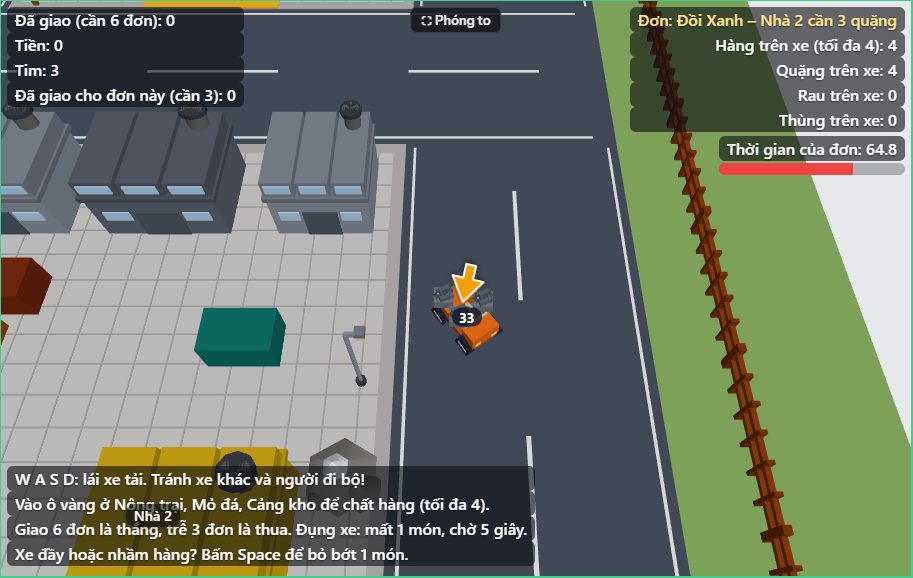 Đã giao (cần 6 đơn): 0
Tiền: 0
Tim: 3
Đã giao cho đơn này (cần 3): 0
Phóng to
Đơn: Đồi Xanh – Nhà 2 cần 3 quặng
Hàng trên xe (tối đa 4): 4
Quặng trên xe: 4
Rau trên xe: 0
Thùng trên xe: 0
Thời gian của đơn: 64.8
33
W A S D: lái xe tải. Tránh xe khác và người đi bộ!
Vào ô vàng ở Nông trại, Mỏ đá, Cảng kho để chất hàng (tối đa 4).
Nhà 2
Giao 6 đơn là thắng, trễ 3 đơn là thua. Đụng xe: mất 1 món, chờ 5 giây.
Xe đầy hoặc nhầm hàng? Bấm Space để bỏ bớt 1 món.